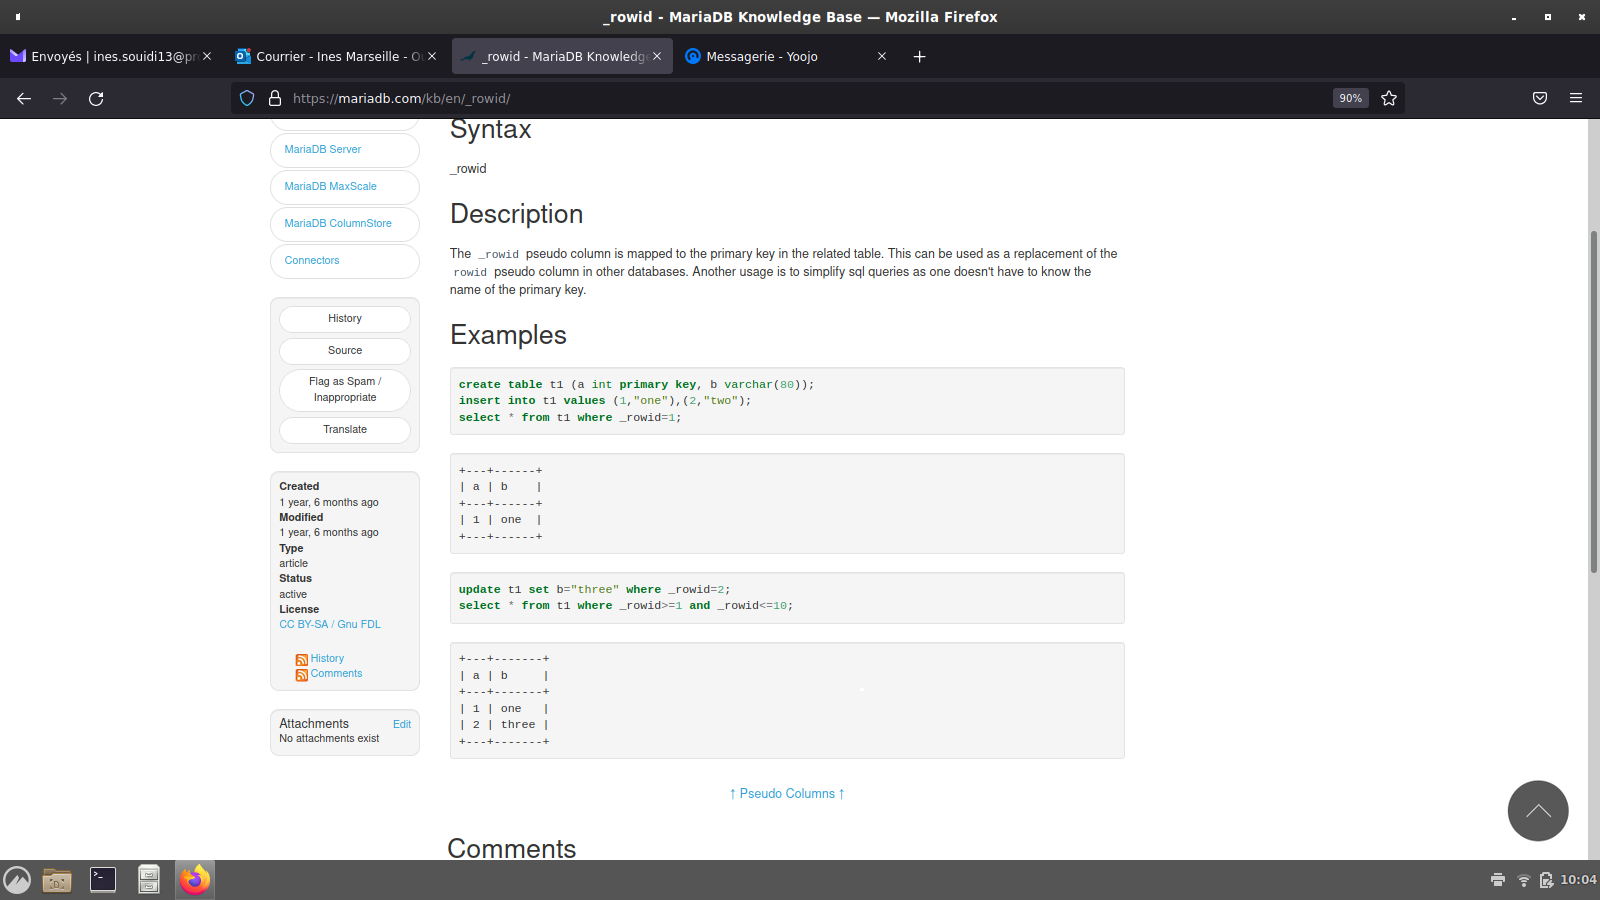 _rowid - MariaDB Knowledge Base — Mozilla Firefox
Envoyés | ines.souidi13@pr
Courrier - Ines Marseille - O
_rowid - MariaDB Knowledge
Messagerie - Yoojo
https://mariadb.com/kb/en/_rowid/
90%
MariaDB Server
MariaDB MaxScale
MariaDB ColumnStore
Connectors
History
Source
Flag as Spam /
Inappropriate
Translate
Created
1 year, 6 months ago
Modified
1 year, 6 months ago
Type
article
Status
active
License
CC BY-SA / Gnu FDL
History
Comments
Attachments Edit
No attachments exist
Syntax
_rowid
Description
The _rowid pseudo column is mapped to the primary key in the related table. This can be used as a replacement of the
rowid pseudo column in other databases. Another usage is to simplify sql queries as one doesn't have to know the
name of the primary key.
Examples
create table t1 (a int primary key, b varchar(80));
insert into t1 values (1,"one"),(2,"two");
select * from t1 where _rowid=1;
+---+------+
| a | b    |
+---+------+
| 1 | one  |
+---+------+
update t1 set b="three" where _rowid=2;
select * from t1 where _rowid>=1 and _rowid<=10;
+---+-------+
| a | b     |
+---+-------+
| 1 | one   |
| 2 | three |
+---+-------+
↑ Pseudo Columns ↑
Comments
10:04